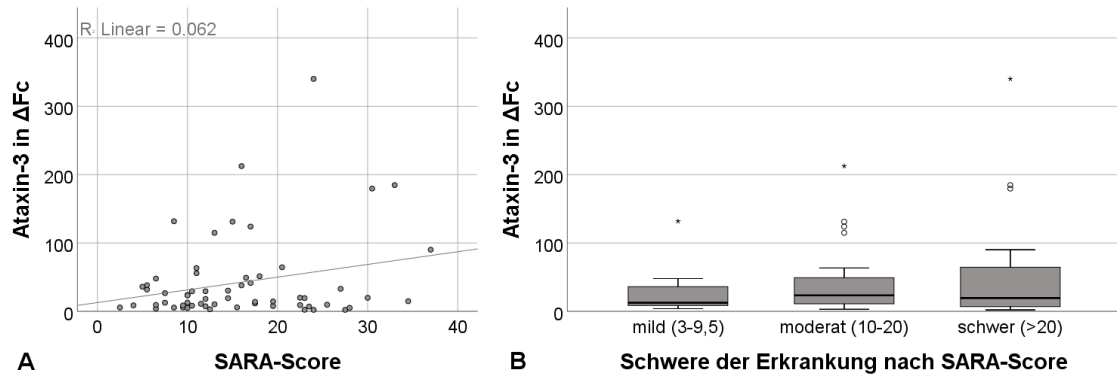 R² Linear = 0,062
Ataxin-3 in ΔFc
400
300
200
100
0
0 10 20 30 40
A SARA-Score
Ataxin-3 in ΔFc
400
300
200
100
0
mild (3-9,5) moderat (10-20) schwer (>20)
B Schwere der Erkrankung nach SARA-Score